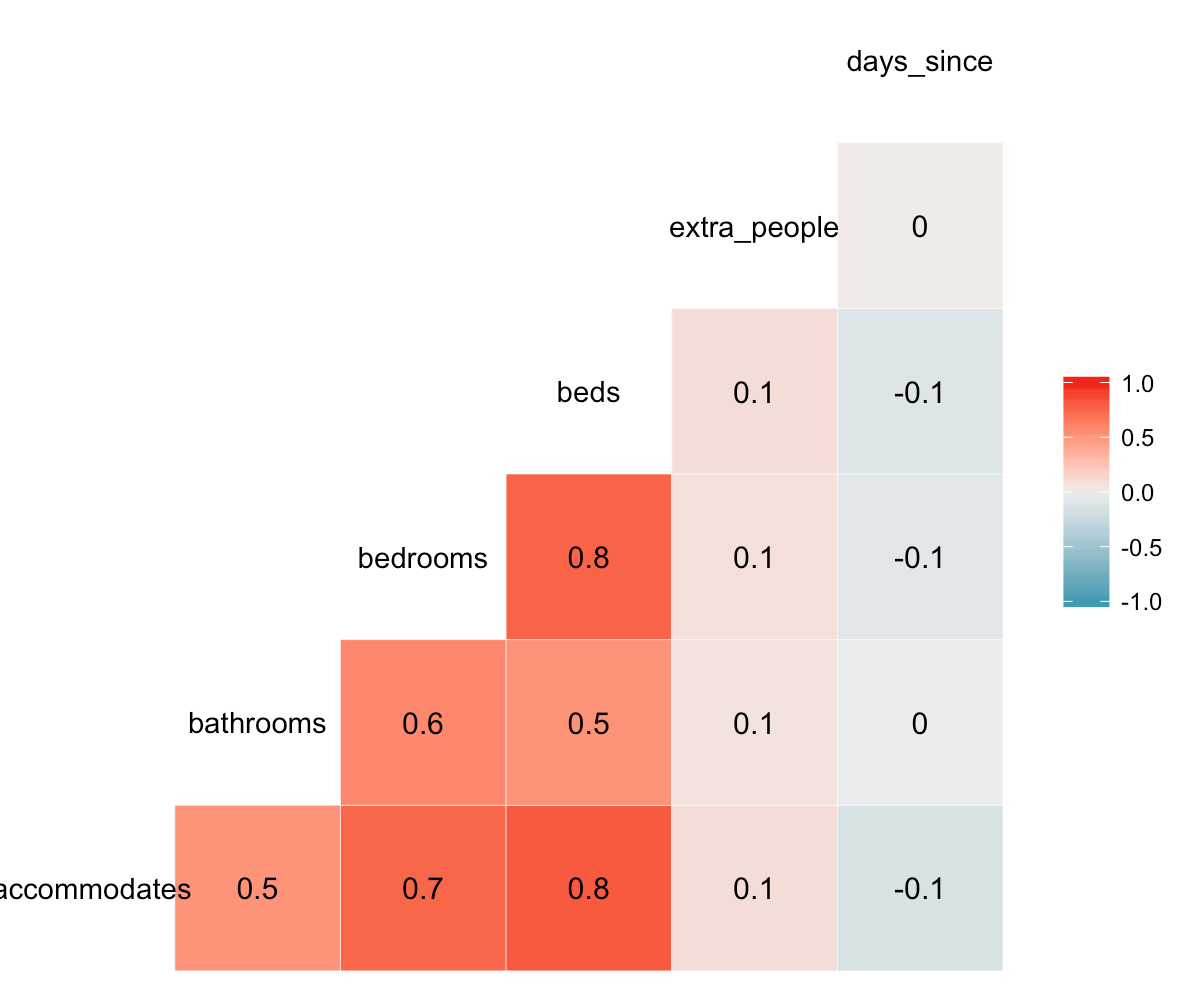 days_since
extra_people 0
beds 0.1 -0.1
bedrooms 0.8 0.1 -0.1
bathrooms 0.6 0.5 0.1 0
accommodates 0.5 0.7 0.8 0.1 -0.1
1.0
0.5
0.0
-0.5
-1.0